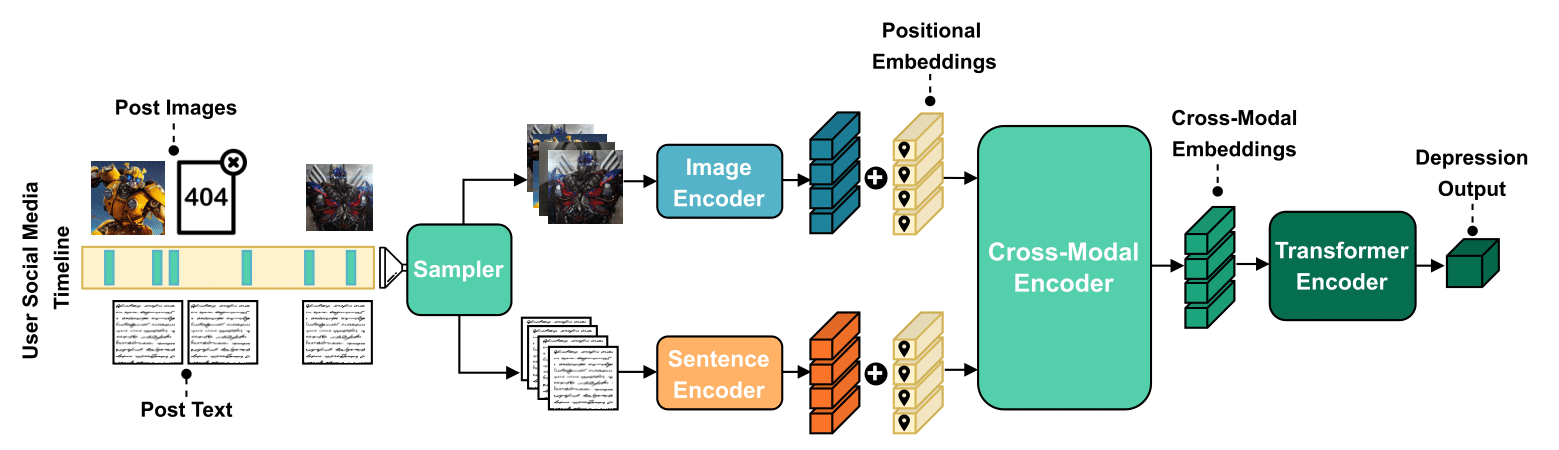 User Social Media
Timeline
Post Images
404
Post Text
Sampler
Image
Encoder
Sentence
Encoder
Positional
Embeddings
Cross-Modal
Encoder
Cross-Modal
Embeddings
Transformer
Encoder
Depression
Output